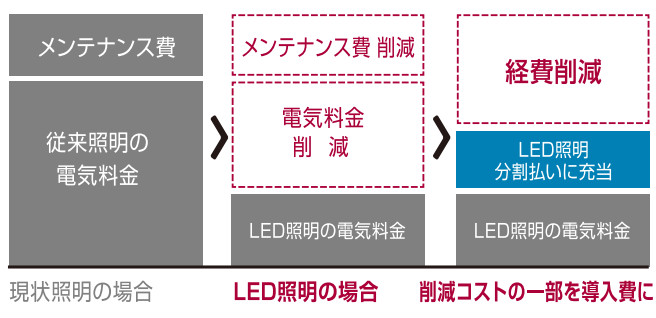 メンテナンス費
従来照明の
電気料金
現状照明の場合
メンテナンス費 削減
電気料金
削 減
LED照明の電気料金
LED照明の場合
経費削減
LED照明
分割払いに充当
LED照明の電気料金
削減コストの一部を導入費に